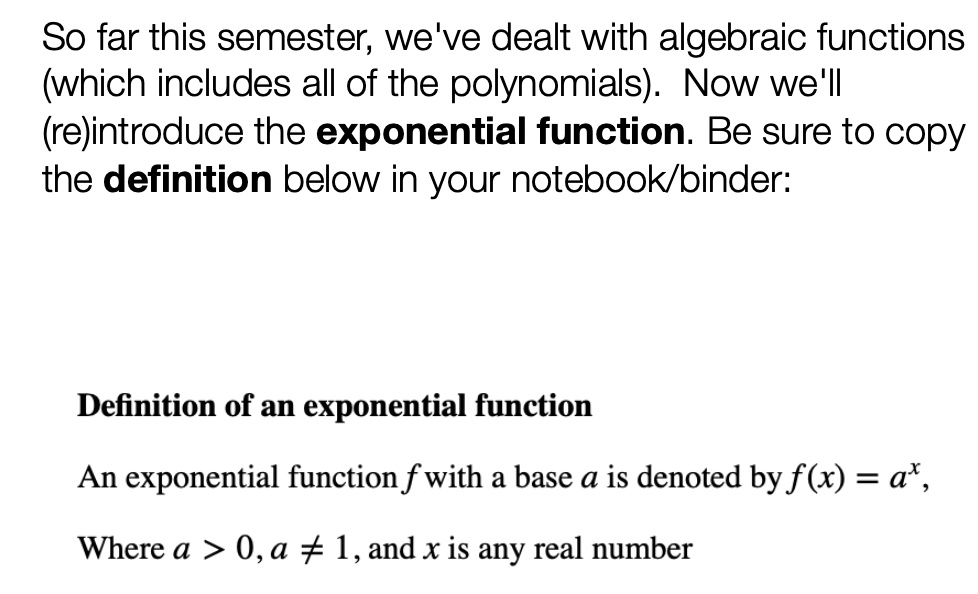 So far this semester, we've dealt with algebraic functions
(which includes all of the polynomials).  Now we'll
(re)introduce the exponential function. Be sure to copy
the definition below in your notebook/binder:
Definition of an exponential function
An exponential function f with a base a is denoted by f(x) = aˣ,
Where a > 0, a ≠ 1, and x is any real number